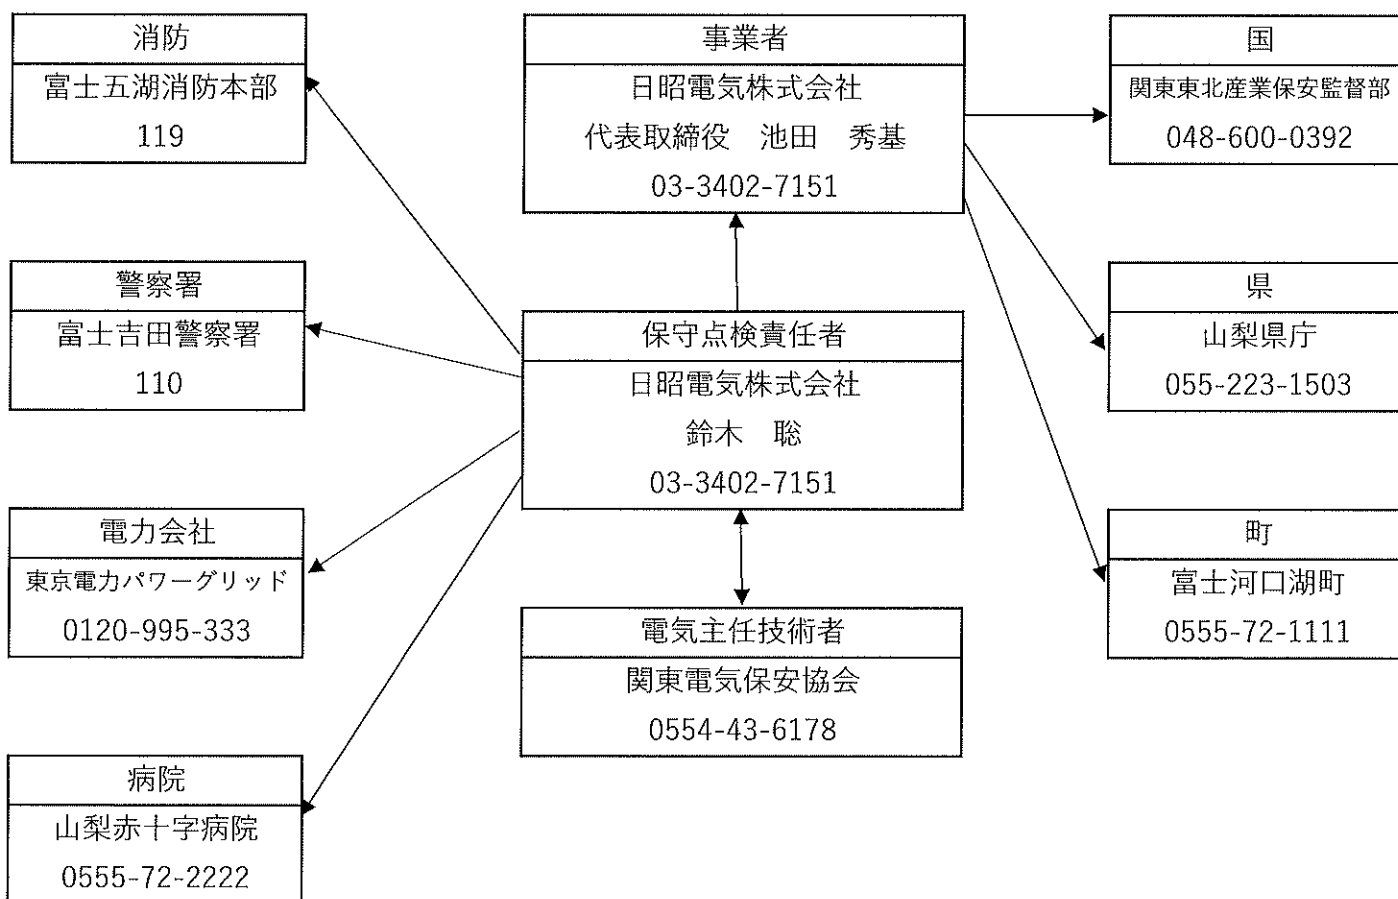 消防
富士五湖消防本部
119
警察署
富士吉田警察署
110
電力会社
東京電力パワーグリッド
0120-995-333
病院
山梨赤十字病院
0555-72-2222
事業者
日昭電気株式会社
代表取締役　池田　秀基
03-3402-7151
保守点検責任者
日昭電気株式会社
鈴木　聡
03-3402-7151
電気主任技術者
関東電気保安協会
0554-43-6178
国
関東東北産業保安監督部
048-600-0392
県
山梨県庁
055-223-1503
町
富士河口湖町
0555-72-1111